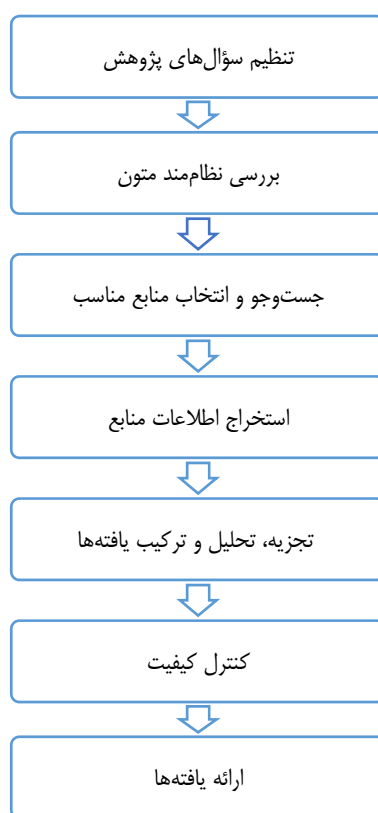 تنظیم سؤال‌های پژوهش
بررسی نظام‌مند متون
جست‌وجو و انتخاب منابع مناسب
استخراج اطلاعات منابع
تجزیه، تحلیل و ترکیب یافته‌ها
کنترل کیفیت
ارائه یافته‌ها